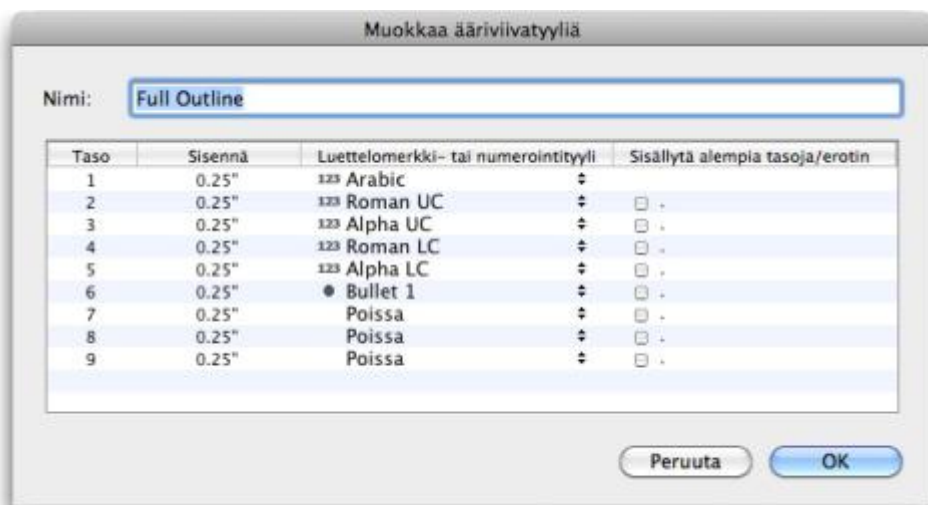 Muokkaa ääriviivatyyliä
Nimi: Full Outline
Taso Sisennä Luettelomerkki- tai numerointityyli Sisällytä alempia tasoja/erotin
1 0.25" 123 Arabic
2 0.25" 123 Roman UC .
3 0.25" 123 Alpha UC .
4 0.25" 123 Roman LC .
5 0.25" 123 Alpha LC .
6 0.25" ● Bullet 1 .
7 0.25" Poissa .
8 0.25" Poissa .
9 0.25" Poissa .
Peruuta OK